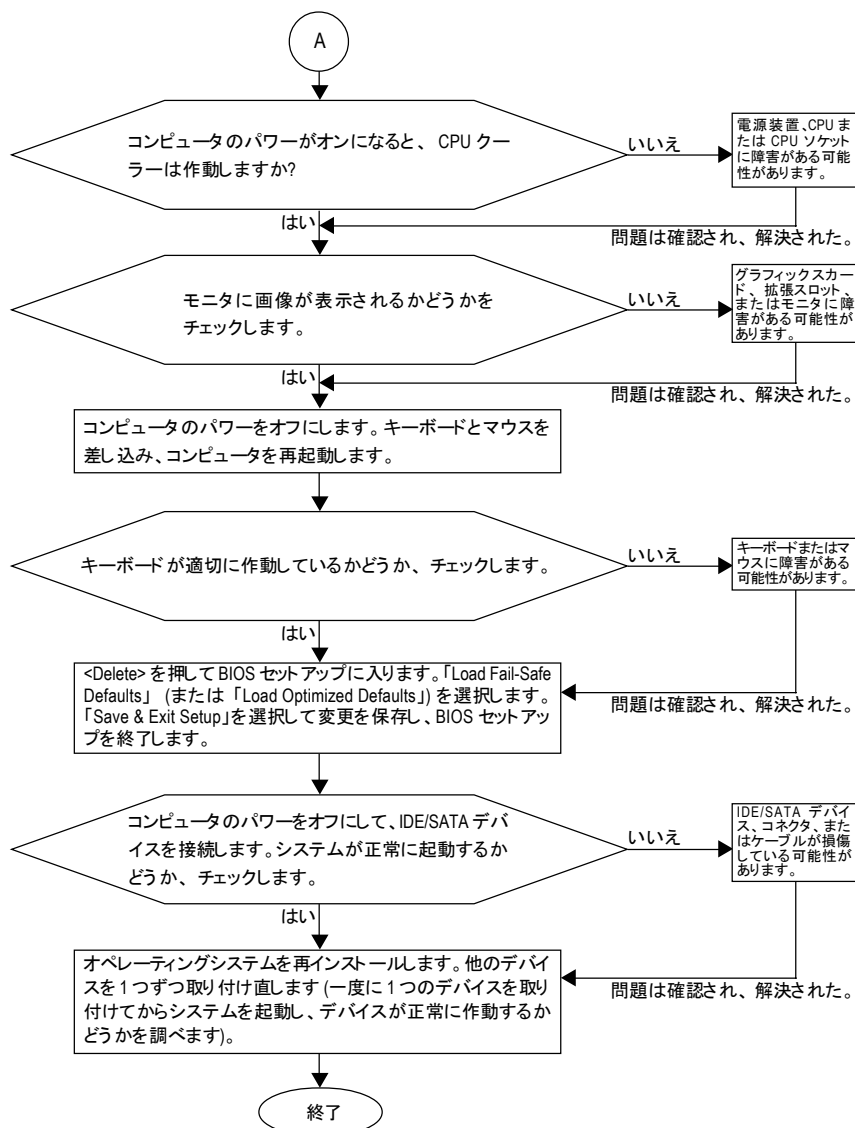 A
コンピュータのパワーがオンになると、 CPU クー
ラーは作動しますか?
いいえ
電源装置、CPU ま
たは CPU ソケット
に障害がある可能
性があります。
はい
問題は確認され、解決された。
モニタに画像が表示されるかどうかを
チェックします。
いいえ
グラフィックスカー
ド、拡張スロット、
またはモニタに障
害がある可能性が
あります。
はい
問題は確認され、解決された。
コンピュータのパワーをオフにします。キーボードとマウスを
差し込み、コンピュータを再起動します。
キーボードが適切に作動しているかどうか、チェックします。
いいえ
キーボードまたはマ
ウスに障害がある
可能性があります。
はい
<Delete> を押して BIOS セットアップに入ります。「Load Fail-Safe
Defaults」 (または「Load Optimized Defaults」) を選択します。
「Save & Exit Setup」を選択して変更を保存し、BIOS セットアッ
プを終了します。
問題は確認され、解決された。
コンピュータのパワーをオフにして、IDE/SATA デバ
イスを接続します。システムが正常に起動するか
どうか、チェックします。
いいえ
IDE/SATA デバイ
ス、コネクタ、また
はケーブルが損傷
している可能性が
あります。
はい
オペレーティングシステムを再インストールします。他のデバイ
スを 1 つずつ取り付け直します (一度に 1 つのデバイスを取り
付けてからシステムを起動し、デバイスが正常に作動するか
どうかを調べます)。
問題は確認され、解決された。
終了